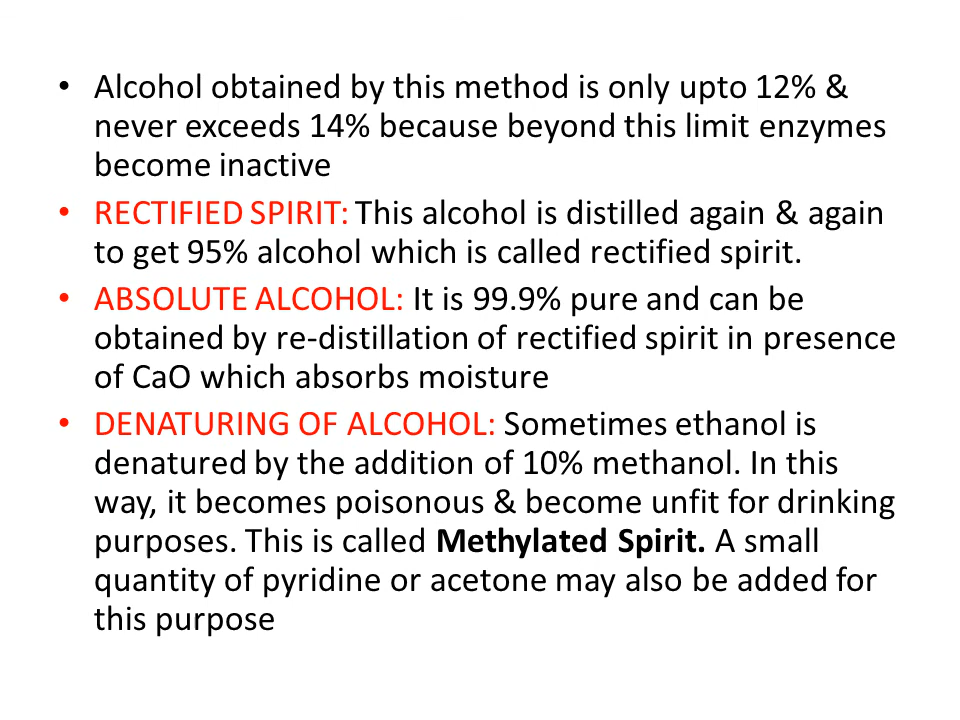 • Alcohol obtained by this method is only upto 12% &
never exceeds 14% because beyond this limit enzymes
become inactive
• RECTIFIED SPIRIT: This alcohol is distilled again & again
to get 95% alcohol which is called rectified spirit.
• ABSOLUTE ALCOHOL: It is 99.9% pure and can be
obtained by re-distillation of rectified spirit in presence
of CaO which absorbs moisture
• DENATURING OF ALCOHOL: Sometimes ethanol is
denatured by the addition of 10% methanol. In this
way, it becomes poisonous & become unfit for drinking
purposes. This is called Methylated Spirit. A small
quantity of pyridine or acetone may also be added for
this purpose